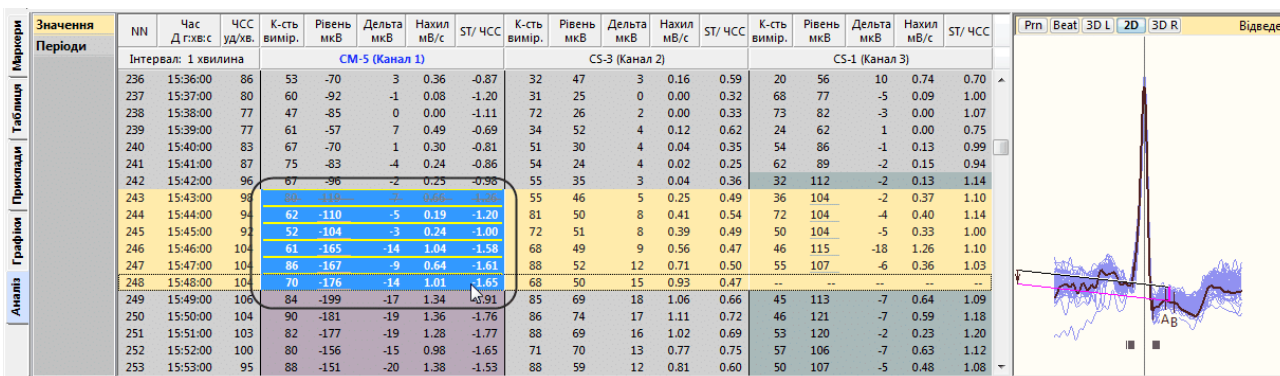 Маркери
Таблиця
Приклади
Графіки
Аналіз
Значення
Періоди
NN Час Д г:хв:с ЧСС уд/хв. К-сть вимір. Рівень мкВ Дельта мкВ Нахил мВ/с ST/ ЧСС К-сть вимір. Рівень мкВ Дельта мкВ Нахил мВ/с ST/ ЧСС К-сть вимір. Рівень мкВ Дельта мкВ Нахил мВ/с ST/ ЧСС
Інтервал: 1 хвилина CM-5 (Канал 1) CS-3 (Канал 2) CS-1 (Канал 3)
236 15:36:00 86 53 -70 3 0.36 -0.87 32 47 3 0.16 0.59 20 56 10 0.74 0.70
237 15:37:00 80 60 -92 -1 0.08 -1.20 31 25 0 0.00 0.32 68 77 -5 0.09 1.00
238 15:38:00 77 47 -85 0 0.00 -1.11 72 26 2 0.00 0.33 73 82 -3 0.00 1.07
239 15:39:00 77 61 -57 7 0.49 -0.69 34 52 4 0.12 0.62 24 62 1 0.00 0.75
240 15:40:00 83 67 -70 1 0.30 -0.81 51 30 4 0.04 0.35 54 86 -1 0.13 0.99
241 15:41:00 87 75 -83 -4 0.24 -0.86 54 24 4 0.02 0.25 62 89 -2 0.15 0.94
242 15:42:00 96 67 -96 -2 0.25 -0.98 55 35 3 0.04 0.36 32 112 -2 0.13 1.14
243 15:43:00 98 55 46 5 0.25 0.49 36 104 -2 0.37 1.10
244 15:44:00 94 62 -110 -5 0.19 -1.20 81 50 8 0.41 0.54 72 104 -4 0.40 1.14
245 15:45:00 92 52 -104 -3 0.24 -1.00 72 51 8 0.39 0.49 50 104 -5 0.33 1.00
246 15:46:00 104 61 -165 -14 1.04 -1.58 68 49 9 0.56 0.47 46 115 -18 1.26 1.10
247 15:47:00 104 86 -167 -9 0.64 -1.61 88 52 12 0.71 0.50 55 107 -6 0.36 1.03
248 15:48:00 104 70 -176 -14 1.01 -1.65 68 50 15 0.93 0.47 -- -- -- -- --
249 15:49:00 106 84 -199 -17 1.34 85 69 18 1.06 0.66 45 113 -7 0.64 1.09
250 15:50:00 104 90 -181 -19 1.36 -1.76 86 74 17 1.11 0.72 46 121 -7 0.59 1.18
251 15:51:00 103 82 -177 -19 1.28 -1.77 88 69 16 1.02 0.69 53 120 -2 0.23 1.20
252 15:52:00 100 80 -156 -15 0.98 -1.65 71 70 13 0.77 0.75 57 106 -7 0.63 1.12
253 15:53:00 95 88 -151 -20 1.38 -1.53 88 59 12 0.81 0.60 50 107 -5 0.48 1.08
Prn Beat 3D L 2D 3D R Відведе
A B